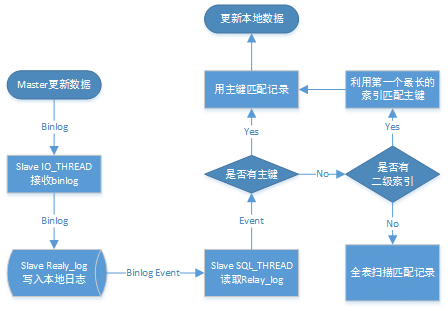 更新本地数据
Master更新数据
用主键匹配记录
利用第一个最长的
索引匹配主键
Binlog
Yes
Yes
Slave IO_THREAD
接收binlog
是否有主键
No
是否有
二级索引
Binlog
Event
No
Slave Realy_log
写入本地日志
Binlog Event
Slave SQL_THREAD
读取Relay_log
全表扫描匹配记录